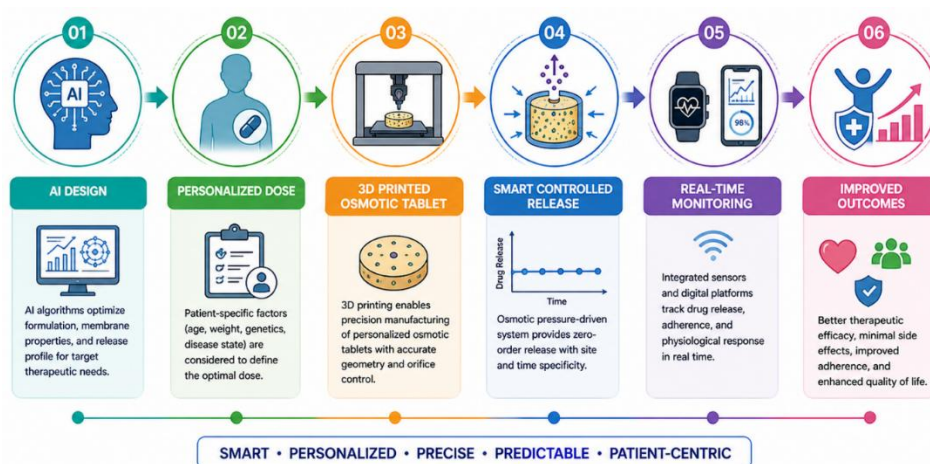 01
02
03
04
05
06
AI
98%
AI DESIGN
PERSONALIZED DOSE
3D PRINTED
OSMOTIC TABLET
SMART CONTROLLED
RELEASE
REAL-TIME
MONITORING
IMPROVED
OUTCOMES
AI algorithms optimize
formulation, membrane
properties, and release
profile for target
therapeutic needs.
Patient-specific factors
(age, weight, genetics,
disease state) are
considered to define
the optimal dose.
3D printing enables
precision manufacturing
of personalized osmotic
tablets with accurate
geometry and orifice
control.
Drug Release
Time
Osmotic pressure-driven
system provides zero-
order release with site
and time specificity.
Integrated sensors
and digital platforms
track drug release,
adherence, and
physiological response
in real time.
Better therapeutic
efficacy, minimal side
effects, improved
adherence, and
enhanced quality of life.
SMART • PERSONALIZED • PRECISE • PREDICTABLE • PATIENT-CENTRIC